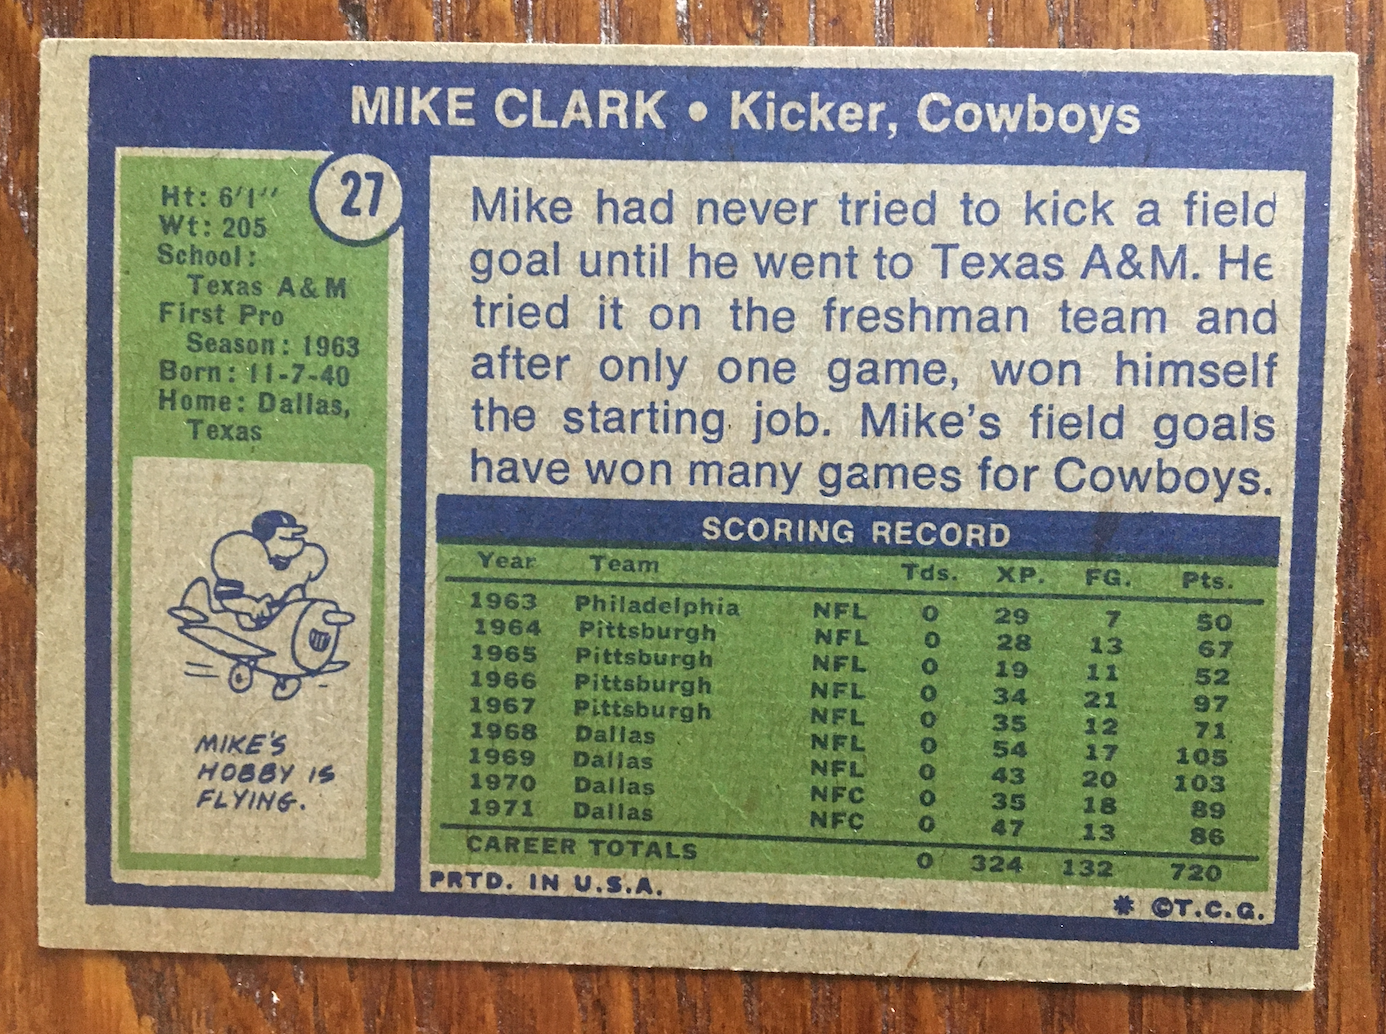 MIKE CLARK • Kicker, Cowboys
27
Ht: 6'1''
Wt: 205
School:
Texas A&M
First Pro
Season: 1963
Born: 11-7-40
Home: Dallas,
Texas
MIKE'S
HOBBY IS
FLYING.
Mike had never tried to kick a field
goal until he went to Texas A&M. He
tried it on the freshman team and
after only one game, won himself
the starting job. Mike's field goals
have won many games for Cowboys.
SCORING RECORD
Year Team Tds. XP. FG. Pts.
1963 Philadelphia NFL 0 29 7 50
1964 Pittsburgh NFL 0 28 13 67
1965 Pittsburgh NFL 0 19 11 52
1966 Pittsburgh NFL 0 34 21 97
1967 Pittsburgh NFL 0 35 12 71
1968 Dallas NFL 0 54 17 105
1969 Dallas NFL 0 43 20 103
1970 Dallas NFC 0 35 18 89
1971 Dallas NFC 0 47 13 86
CAREER TOTALS 0 324 132 720
PRTD. IN U.S.A.
* ©T.C.G.